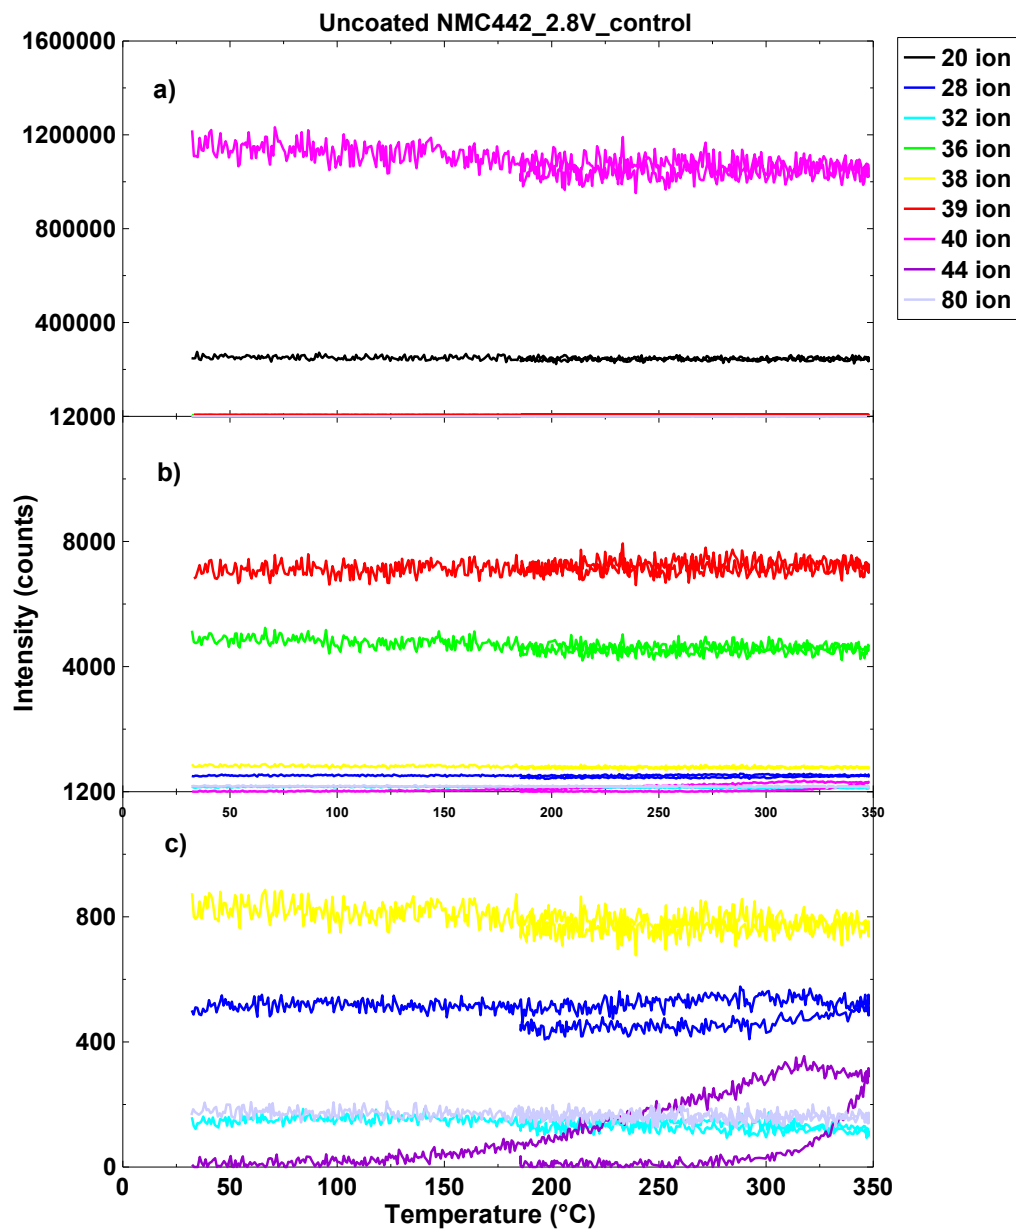 Uncoated NMC442_2.8V_control
1600000
1200000
800000
400000
12000
a)
20 ion
28 ion
32 ion
36 ion
38 ion
39 ion
40 ion
44 ion
80 ion
b)
8000
4000
1200
Intensity (counts)
0 50 100 150 200 250 300 350
c)
800
400
0
0 50 100 150 200 250 300 350
Temperature (°C)